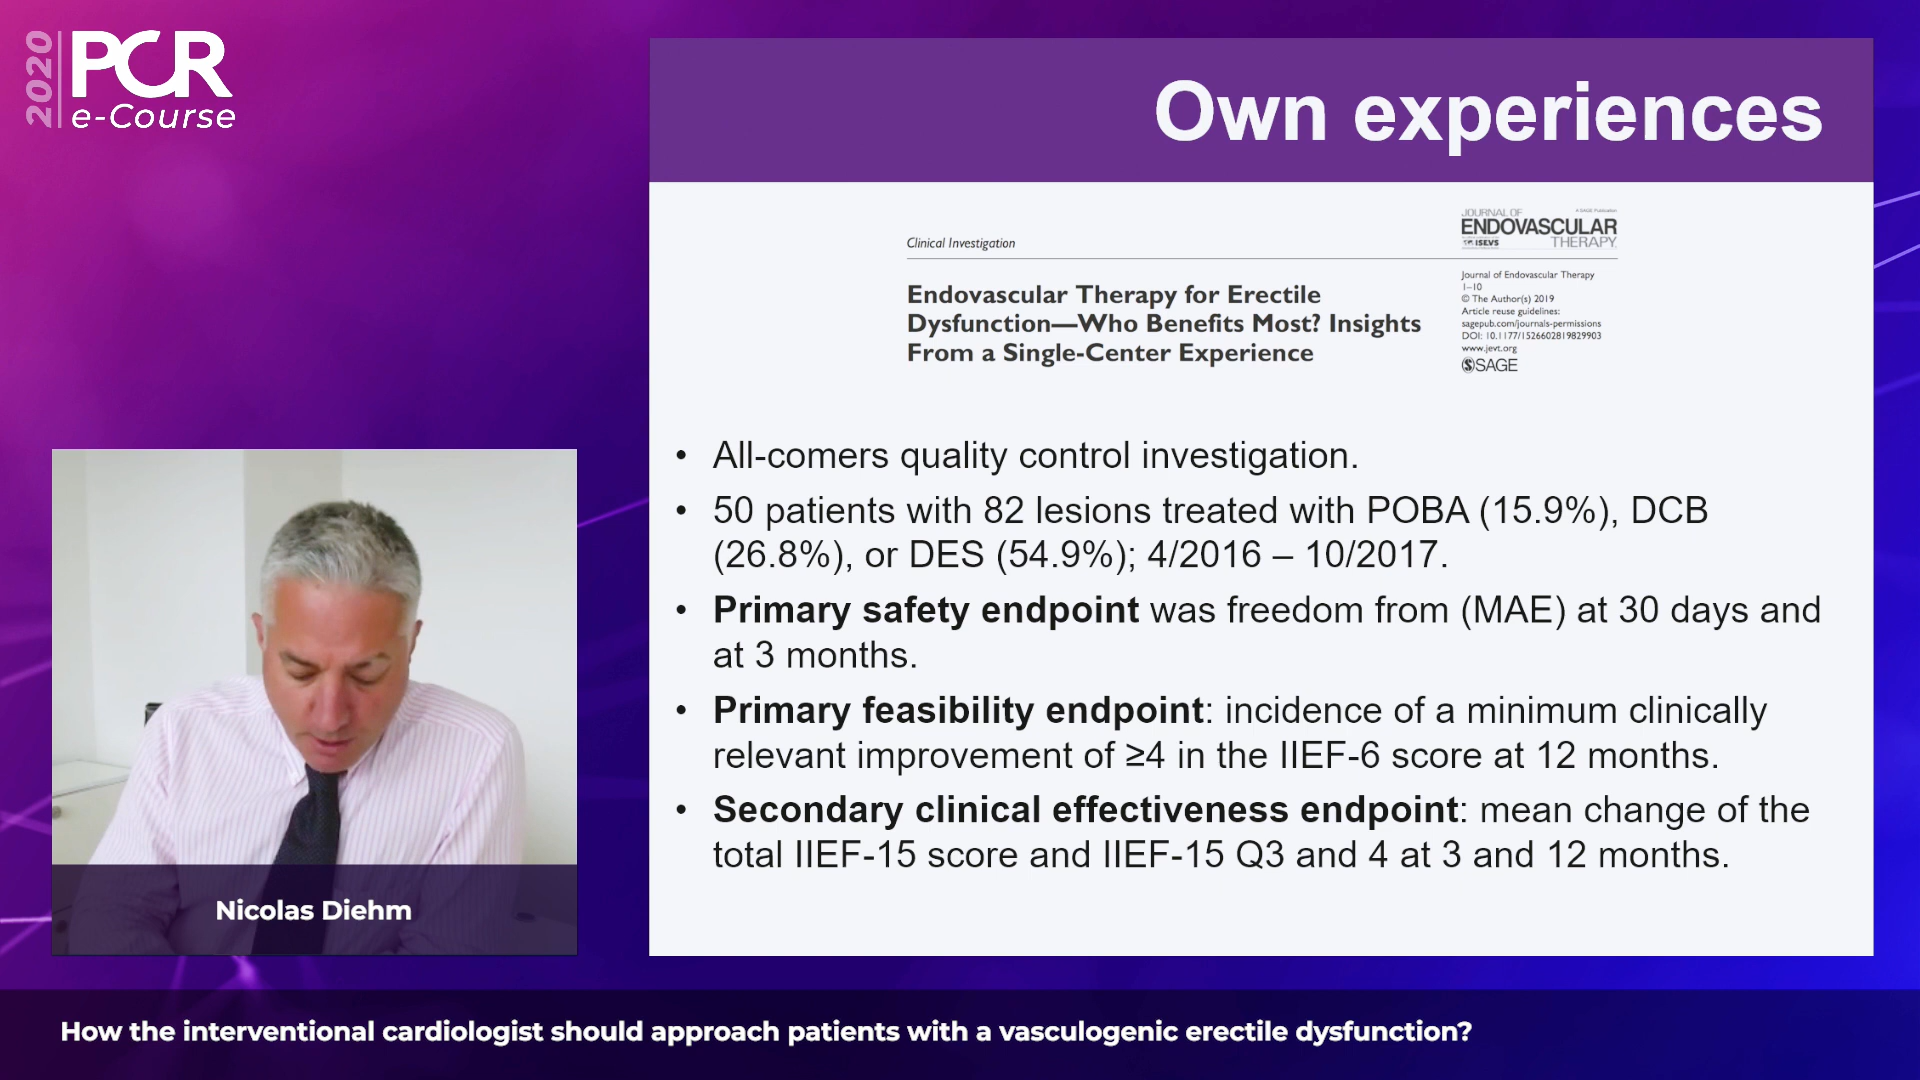 2020
PCR
e-Course
Own experiences
Clinical Investigation
JOURNAL OF
A SAGE Publication
ENDOVASCULAR
ISEVS
THERAPY
Endovascular Therapy for Erectile
Dysfunction—Who Benefits Most? Insights
From a Single-Center Experience
Journal of Endovascular Therapy
1–10
© The Author(s) 2019
Article reuse guidelines:
sagepub.com/journals-permissions
DOI: 10.1177/1526602819829903
www.jevt.org
SAGE
• All-comers quality control investigation.
• 50 patients with 82 lesions treated with POBA (15.9%), DCB
(26.8%), or DES (54.9%); 4/2016 – 10/2017.
• Primary safety endpoint was freedom from (MAE) at 30 days and
at 3 months.
• Primary feasibility endpoint: incidence of a minimum clinically
relevant improvement of ≥4 in the IIEF-6 score at 12 months.
• Secondary clinical effectiveness endpoint: mean change of the
total IIEF-15 score and IIEF-15 Q3 and 4 at 3 and 12 months.
Nicolas Diehm
How the interventional cardiologist should approach patients with a vasculogenic erectile dysfunction?